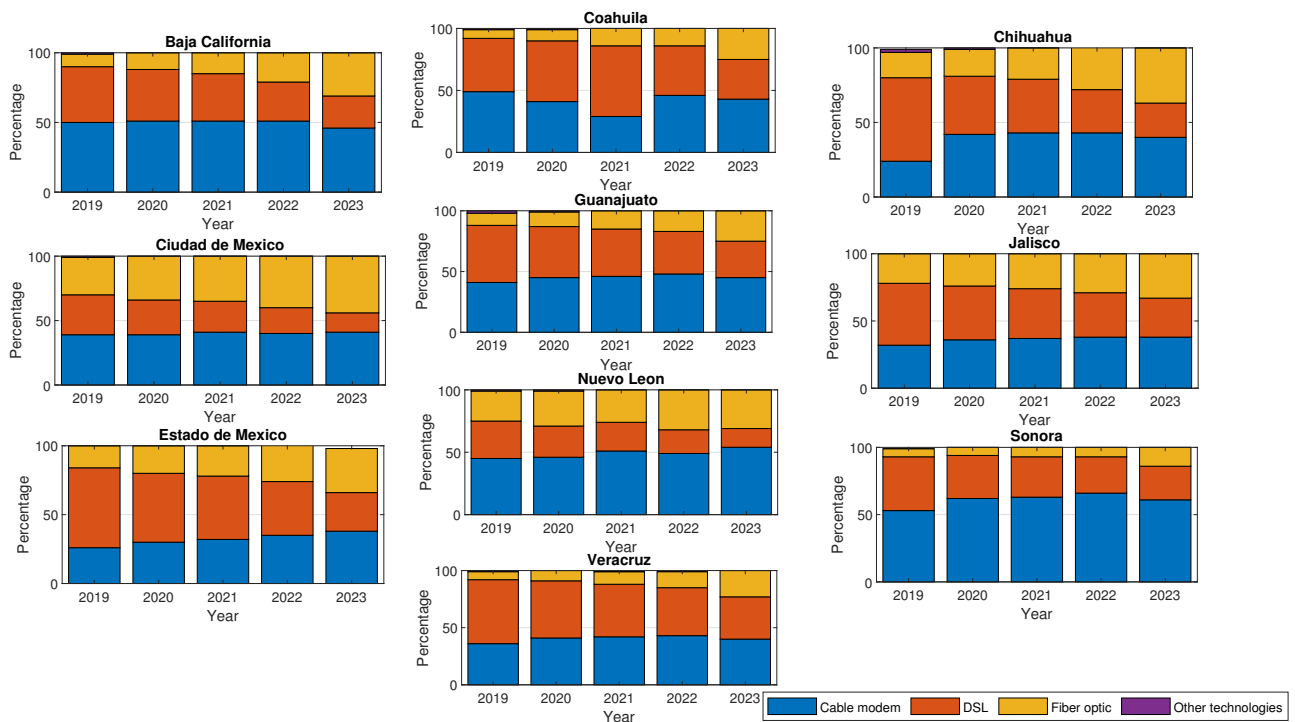 Baja California
Percentage
100
50
0
2019 2020 2021 2022 2023
Year
Ciudad de Mexico
Percentage
100
50
0
2019 2020 2021 2022 2023
Year
Estado de Mexico
Percentage
100
50
0
2019 2020 2021 2022 2023
Year
Coahuila
Percentage
100
50
0
2019 2020 2021 2022 2023
Year
Guanajuato
Percentage
100
50
0
2019 2020 2021 2022 2023
Year
Nuevo Leon
Percentage
100
50
0
2019 2020 2021 2022 2023
Year
Veracruz
Percentage
100
50
0
2019 2020 2021 2022 2023
Year
Chihuahua
Percentage
100
50
0
2019 2020 2021 2022 2023
Year
Jalisco
Percentage
100
50
0
2019 2020 2021 2022 2023
Year
Sonora
Percentage
100
50
0
2019 2020 2021 2022 2023
Year
Cable modem DSL Fiber optic Other technologies